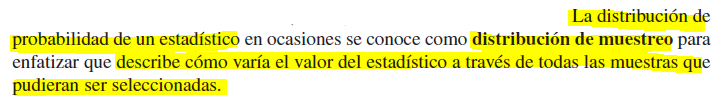 La distribución de
probabilidad de un estadístico en ocasiones se conoce como distribución de muestreo para
enfatizar que describe cómo varía el valor del estadístico a través de todas las muestras que
pudieran ser seleccionadas.